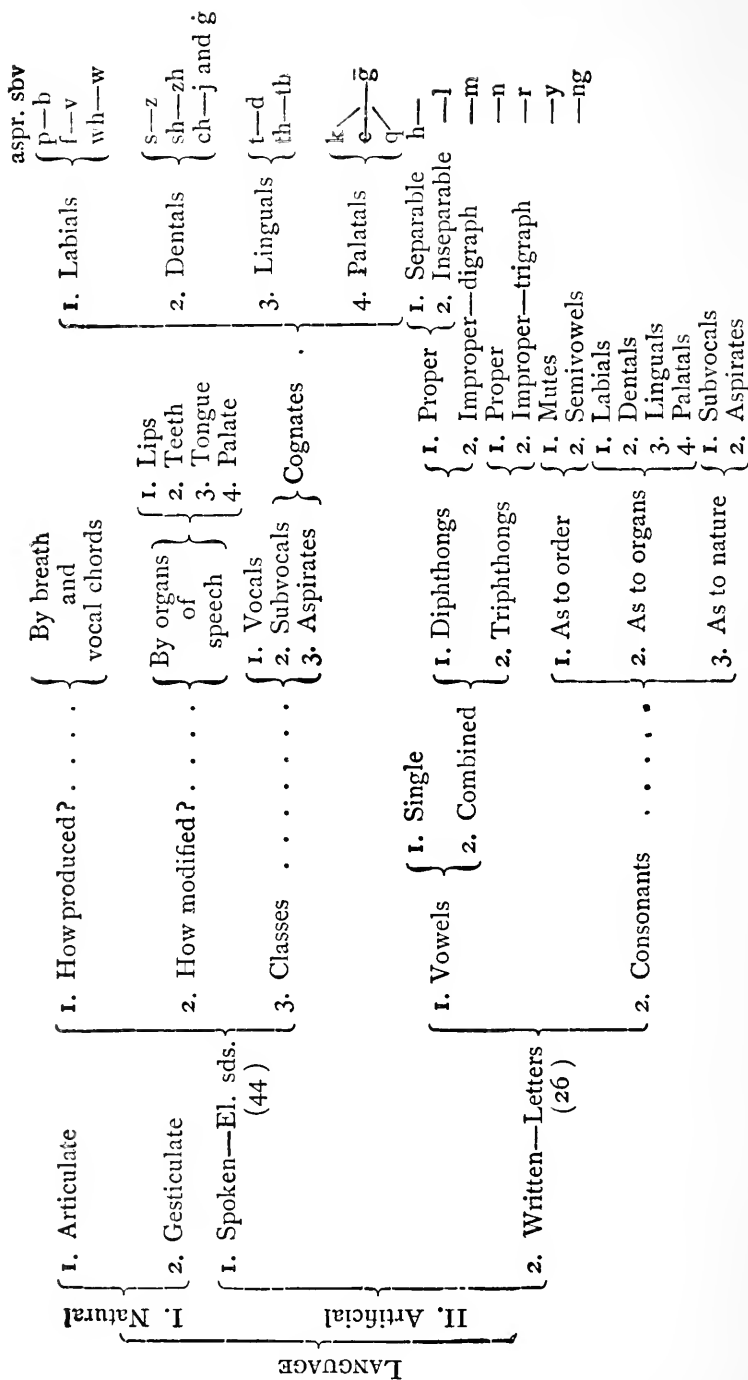 LANGUAGE
I. Natural
1. Articulate
2. Gesticulate
II. Artificial
1. Spoken—El. sds.
(44)
1. How produced? . . . .
By breath
and
vocal chords
2. How modified? . . . .
By organs
of
speech
1. Lips
2. Teeth
3. Tongue
4. Palate
3. Classes . . . . . . . .
1. Vocals
2. Subvocals
3. Aspirates
Cognates .
aspr. sbv
1. Labials
p—b
f—v
wh—w
2. Dentals
s—z
sh—zh
ch—j and ġ
3. Linguals
t—d
th—th
4. Palatals
k
c—ḡ
q
h—
—l
—m
—n
—r
—y
—ng
2. Written—Letters
(26)
1. Vowels
1. Single
2. Combined
1. Diphthongs
1. Proper
1. Separable
2. Inseparable
2. Improper—digraph
2. Triphthongs
1. Proper
2. Improper—trigraph
2. Consonants . . . . .
1. As to order
1. Mutes
2. Semivowels
2. As to organs
1. Labials
2. Dentals
3. Linguals
4. Palatals
3. As to nature
1. Subvocals
2. Aspirates